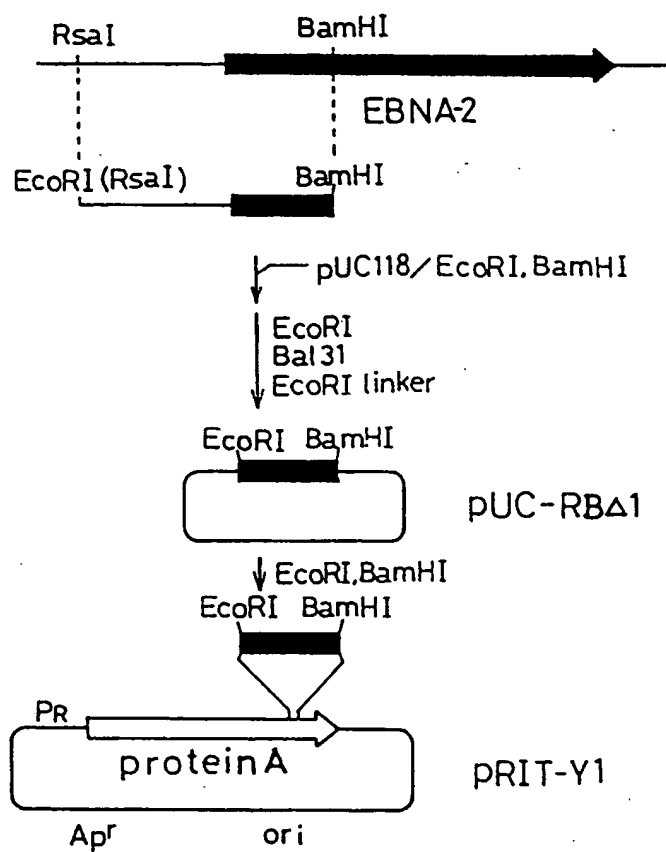 RsaI BamHI
EBNA-2
EcoRI(RsaI) BamHI
pUC118/EcoRI,BamHI
EcoRI
Bal31
EcoRI linker
EcoRI BamHI
pUC-RBΔ1
EcoRI,BamHI
EcoRI BamHI
PR
proteinA
pRIT-Y1
Apr ori